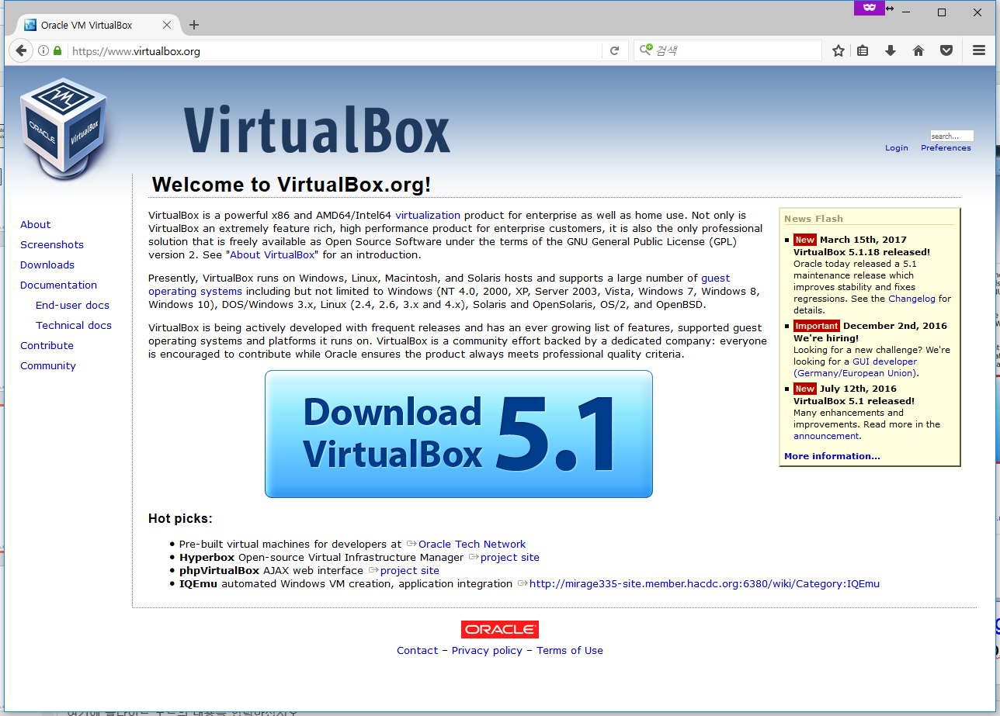 Oracle VM VirtualBox
https://www.virtualbox.org
검색
ORACLE
VirtualBox
VirtualBox
search...
Login Preferences
Welcome to VirtualBox.org!
About
Screenshots
Downloads
Documentation
End-user docs
Technical docs
Contribute
Community
VirtualBox is a powerful x86 and AMD64/Intel64 virtualization product for enterprise as well as home use. Not only is
VirtualBox an extremely feature rich, high performance product for enterprise customers, it is also the only professional
solution that is freely available as Open Source Software under the terms of the GNU General Public License (GPL)
version 2. See "About VirtualBox" for an introduction.
Presently, VirtualBox runs on Windows, Linux, Macintosh, and Solaris hosts and supports a large number of guest
operating systems including but not limited to Windows (NT 4.0, 2000, XP, Server 2003, Vista, Windows 7, Windows 8,
Windows 10), DOS/Windows 3.x, Linux (2.4, 2.6, 3.x and 4.x), Solaris and OpenSolaris, OS/2, and OpenBSD.
VirtualBox is being actively developed with frequent releases and has an ever growing list of features, supported guest
operating systems and platforms it runs on. VirtualBox is a community effort backed by a dedicated company: everyone
is encouraged to contribute while Oracle ensures the product always meets professional quality criteria.
Download
VirtualBox 5.1
News Flash
New March 15th, 2017
VirtualBox 5.1.18 released!
Oracle today released a 5.1
maintenance release which
improves stability and fixes
regressions. See the Changelog for
details.
Important December 2nd, 2016
We're hiring!
Looking for a new challenge? We're
looking for a GUI developer
(Germany/European Union).
New July 12th, 2016
VirtualBox 5.1 released!
Many enhancements and
improvements. Read more in the
announcement.
More information...
Hot picks:
Pre-built virtual machines for developers at Oracle Tech Network
Hyperbox Open-source Virtual Infrastructure Manager project site
phpVirtualBox AJAX web interface project site
IQEmu automated Windows VM creation, application integration http://mirage335-site.member.hacdc.org:6380/wiki/Category:IQEmu
ORACLE
Contact – Privacy policy – Terms of Use